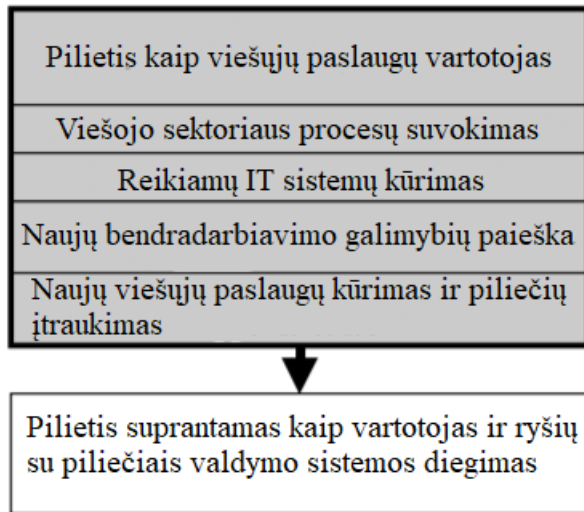 Pilietis kaip viešųjų paslaugų vartotojas
Viešojo sektoriaus procesų suvokimas
Reikiamų IT sistemų kūrimas
Naujų bendradarbiavimo galimybių paieška
Naujų viešųjų paslaugų kūrimas ir piliečių
įtraukimas
Pilietis suprantamas kaip vartotojas ir ryšių
su piliečiais valdymo sistemos diegimas